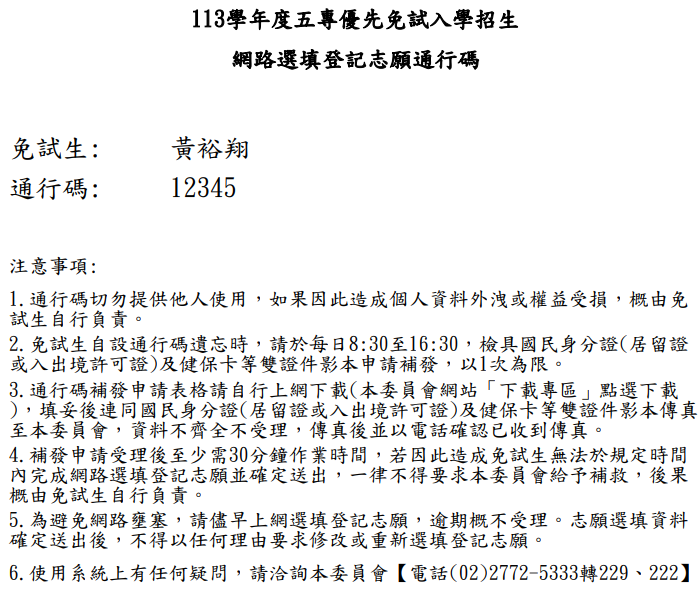 113學年度五專優先免試入學招生
網路選填登記志願通行碼
免試生: 黃裕翔
通行碼: 12345
注意事項:
1.通行碼切勿提供他人使用，如果因此造成個人資料外洩或權益受損，概由免
試生自行負責。
2.免試生自設通行碼遺忘時，請於每日8:30至16:30，檢具國民身分證(居留證
或入出境許可證)及健保卡等雙證件影本申請補發，以1次為限。
3.通行碼補發申請表格請自行上網下載(本委員會網站「下載專區」點選下載
)，填妥後連同國民身分證(居留證或入出境許可證)及健保卡等雙證件影本傳真
至本委員會，資料不齊全不受理，傳真後並以電話確認已收到傳真。
4.補發申請受理後至少需30分鐘作業時間，若因此造成免試生無法於規定時間
內完成網路選填登記志願並確定送出，一律不得要求本委員會給予補救，後果
概由免試生自行負責。
5.為避免網路壅塞，請儘早上網選填登記志願，逾期概不受理。志願選填資料
確定送出後，不得以任何理由要求修改或重新選填登記志願。
6.使用系統上有任何疑問，請洽詢本委員會【電話(02)2772-5333轉229、222】